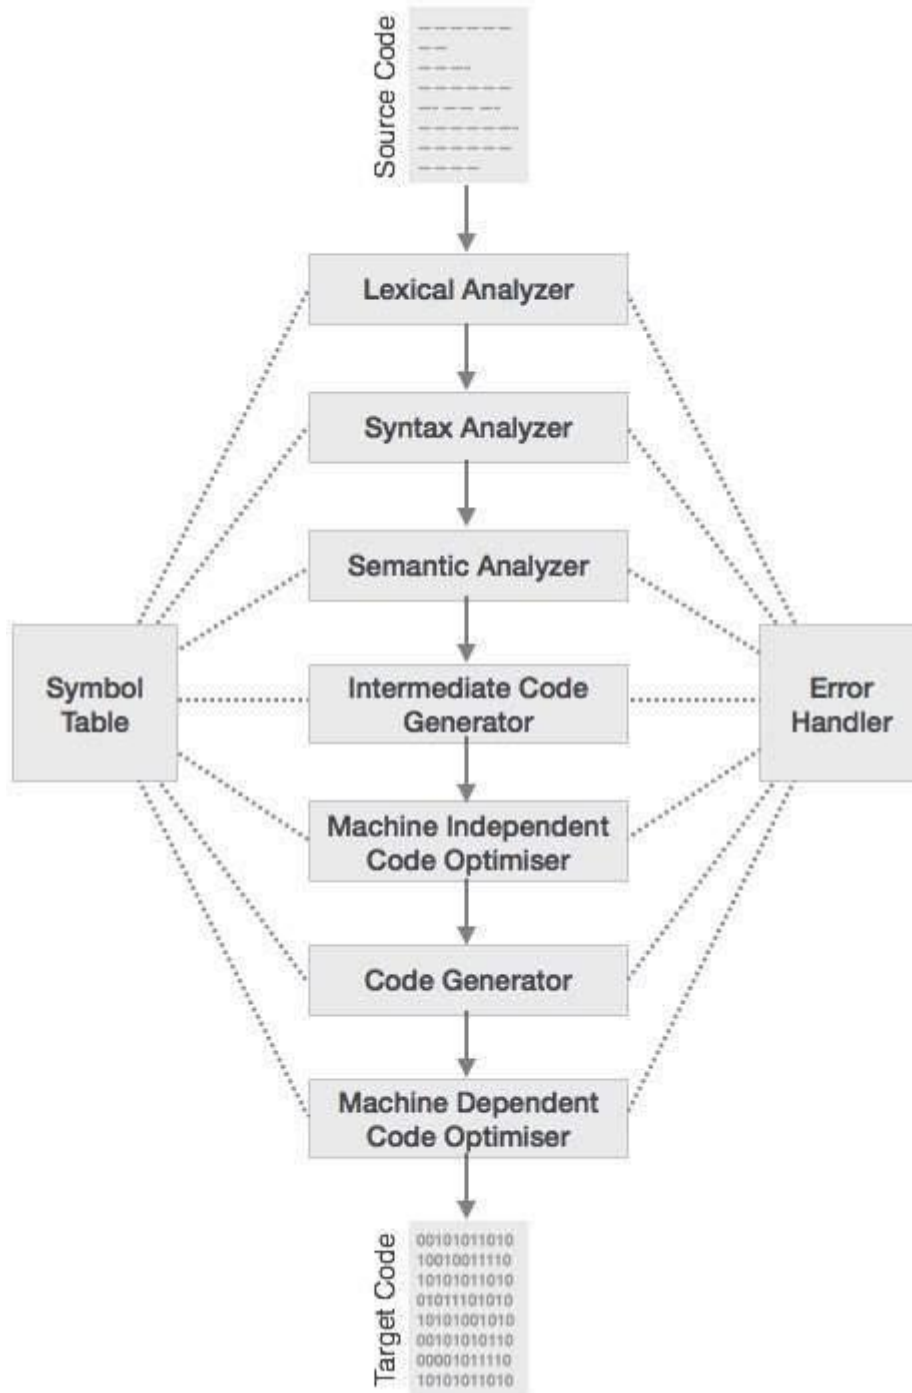 Source Code
Lexical Analyzer
Syntax Analyzer
Semantic Analyzer
Symbol
Table
Intermediate Code
Generator
Error
Handler
Machine Independent
Code Optimiser
Code Generator
Machine Dependent
Code Optimiser
Target Code
00101011010
10010011110
10101011010
01011101010
10101001010
00101010110
00001011110
10101011010